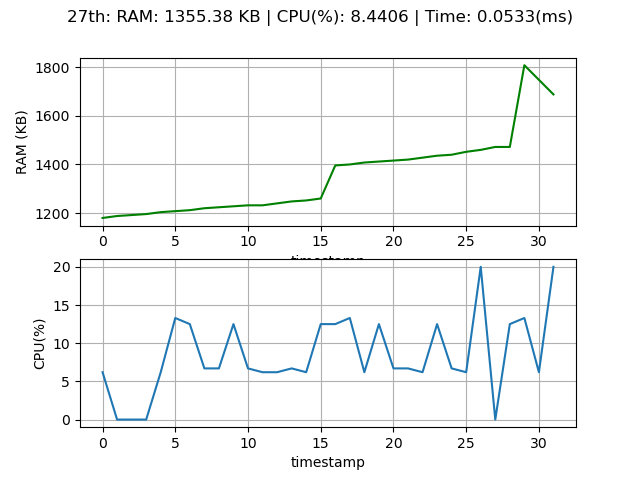 27th: RAM: 1355.38 KB | CPU(%): 8.4406 | Time: 0.0533(ms)
1800
1600
1400
1200
RAM (KB)
0 5 10 15 20 25 30
timestamp
20
15
10
5
0
CPU(%)
0 5 10 15 20 25 30
timestamp